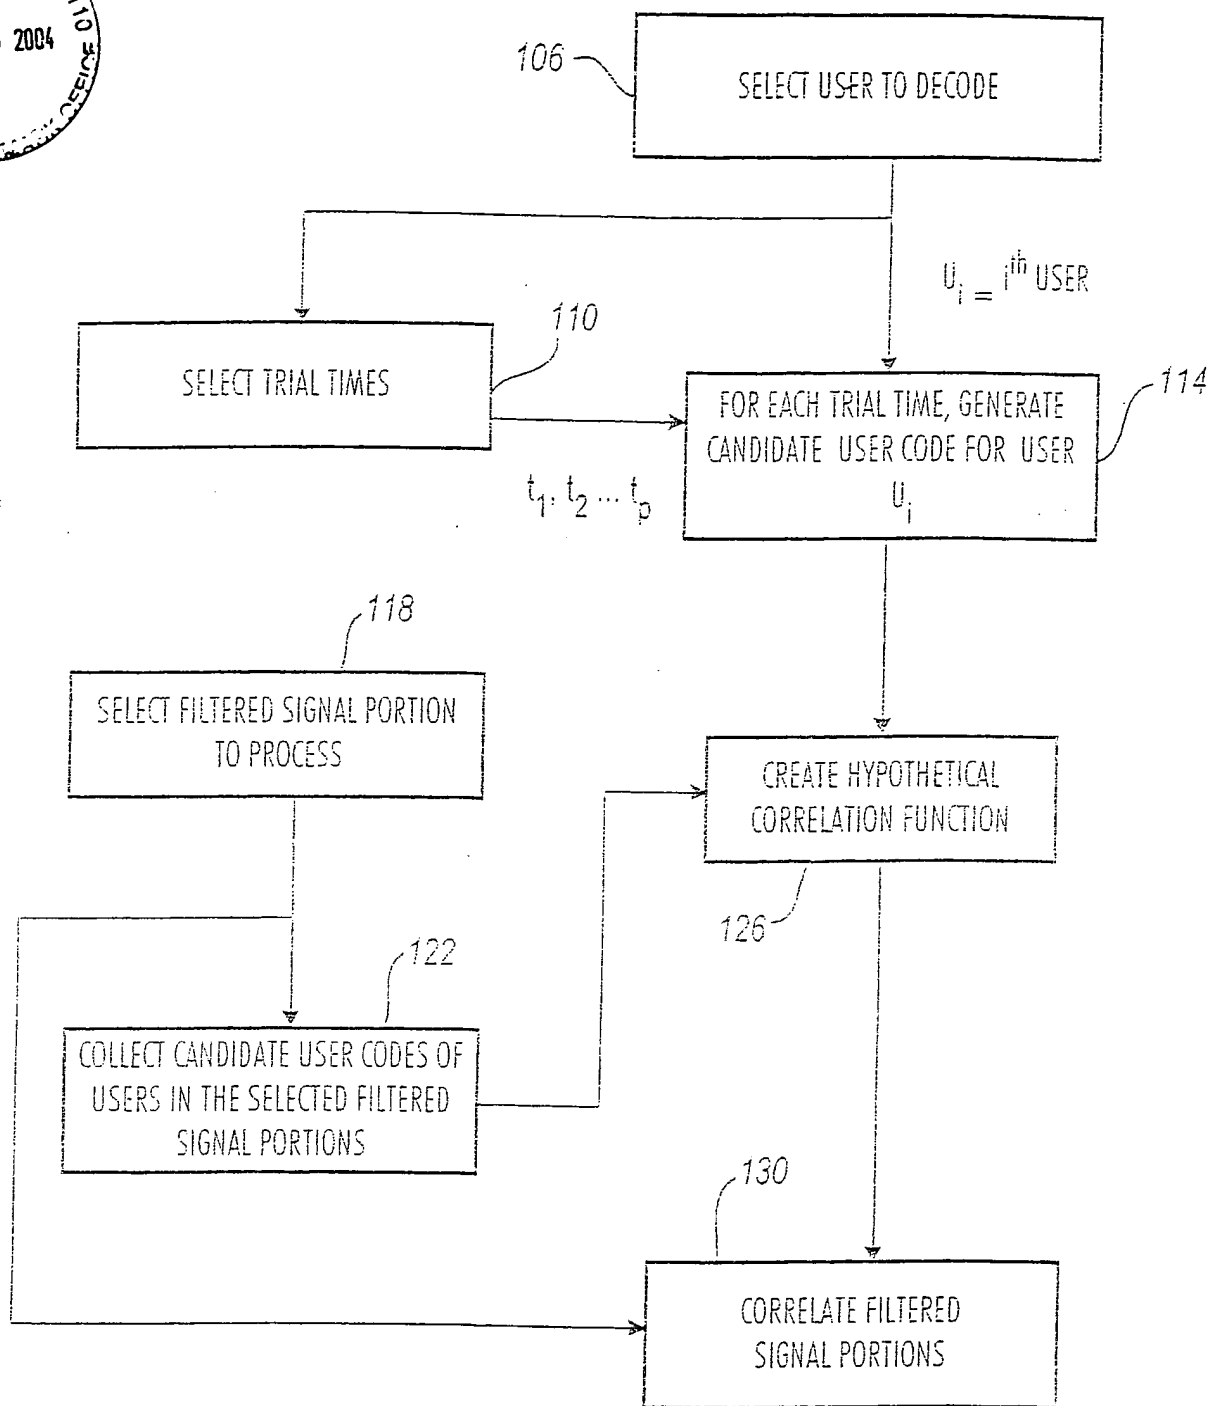 2004
OFFICE
106
SELECT USER TO DECODE
U_i = i^th USER
110
SELECT TRIAL TIMES
114
FOR EACH TRIAL TIME, GENERATE
CANDIDATE USER CODE FOR USER
U_i
t_1, t_2 ... t_p
118
SELECT FILTERED SIGNAL PORTION
TO PROCESS
CREATE HYPOTHETICAL
CORRELATION FUNCTION
126
122
COLLECT CANDIDATE USER CODES OF
USERS IN THE SELECTED FILTERED
SIGNAL PORTIONS
130
CORRELATE FILTERED
SIGNAL PORTIONS